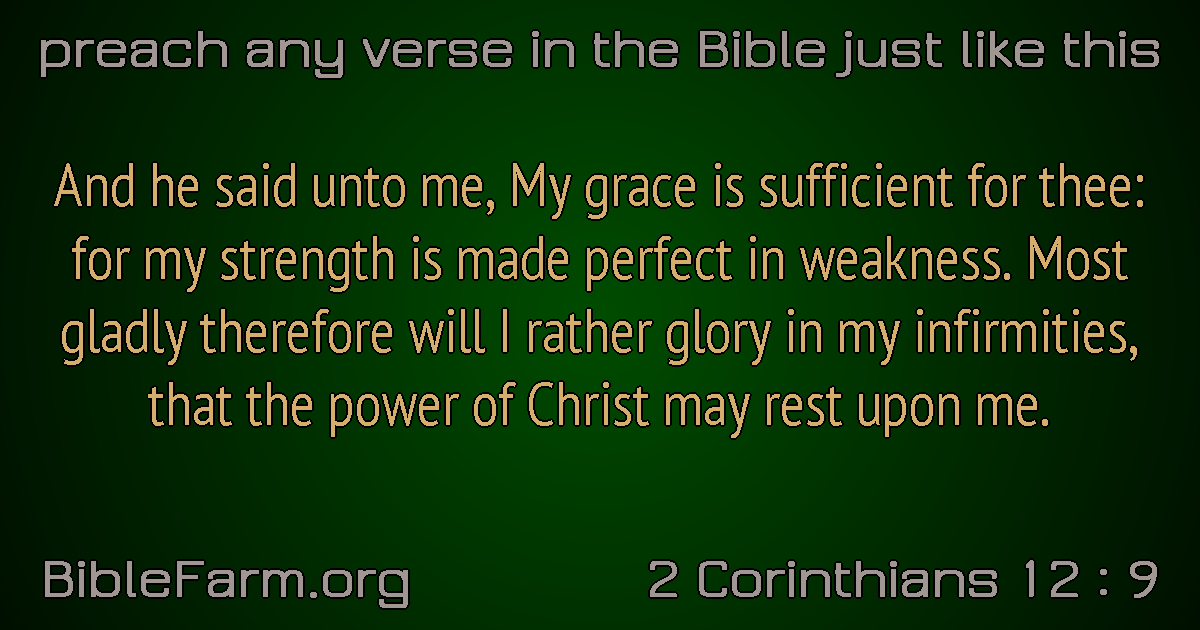 preach any verse in the Bible just like this
And he said unto me, My grace is sufficient for thee:
for my strength is made perfect in weakness. Most
gladly therefore will I rather glory in my infirmities,
that the power of Christ may rest upon me.
BibleFarm.org
2 Corinthians 12 : 9